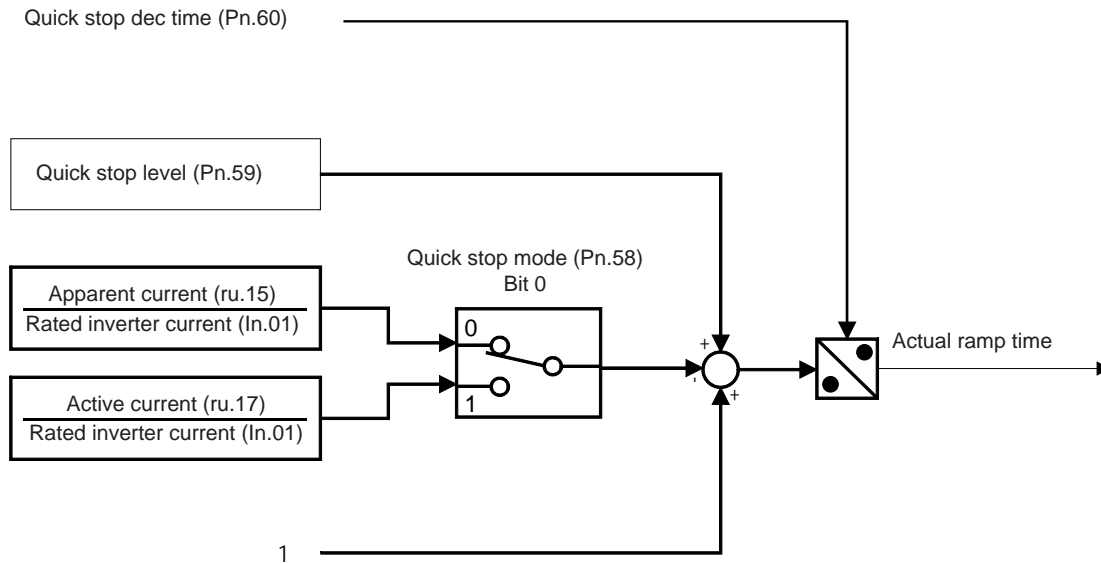 Quick stop dec time (Pn.60)
Quick stop level (Pn.59)
Quick stop mode (Pn.58)
Bit 0
Apparent current (ru.15)
Rated inverter current (In.01)
0
Active current (ru.17)
Rated inverter current (In.01)
1
+
-
+
Actual ramp time
1